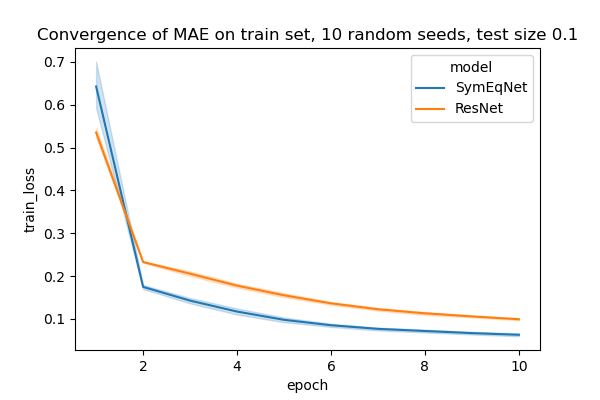 Convergence of MAE on train set, 10 random seeds, test size 0.1
model
SymEqNet
ResNet
train_loss
0.7
0.6
0.5
0.4
0.3
0.2
0.1
2 4 6 8 10
epoch